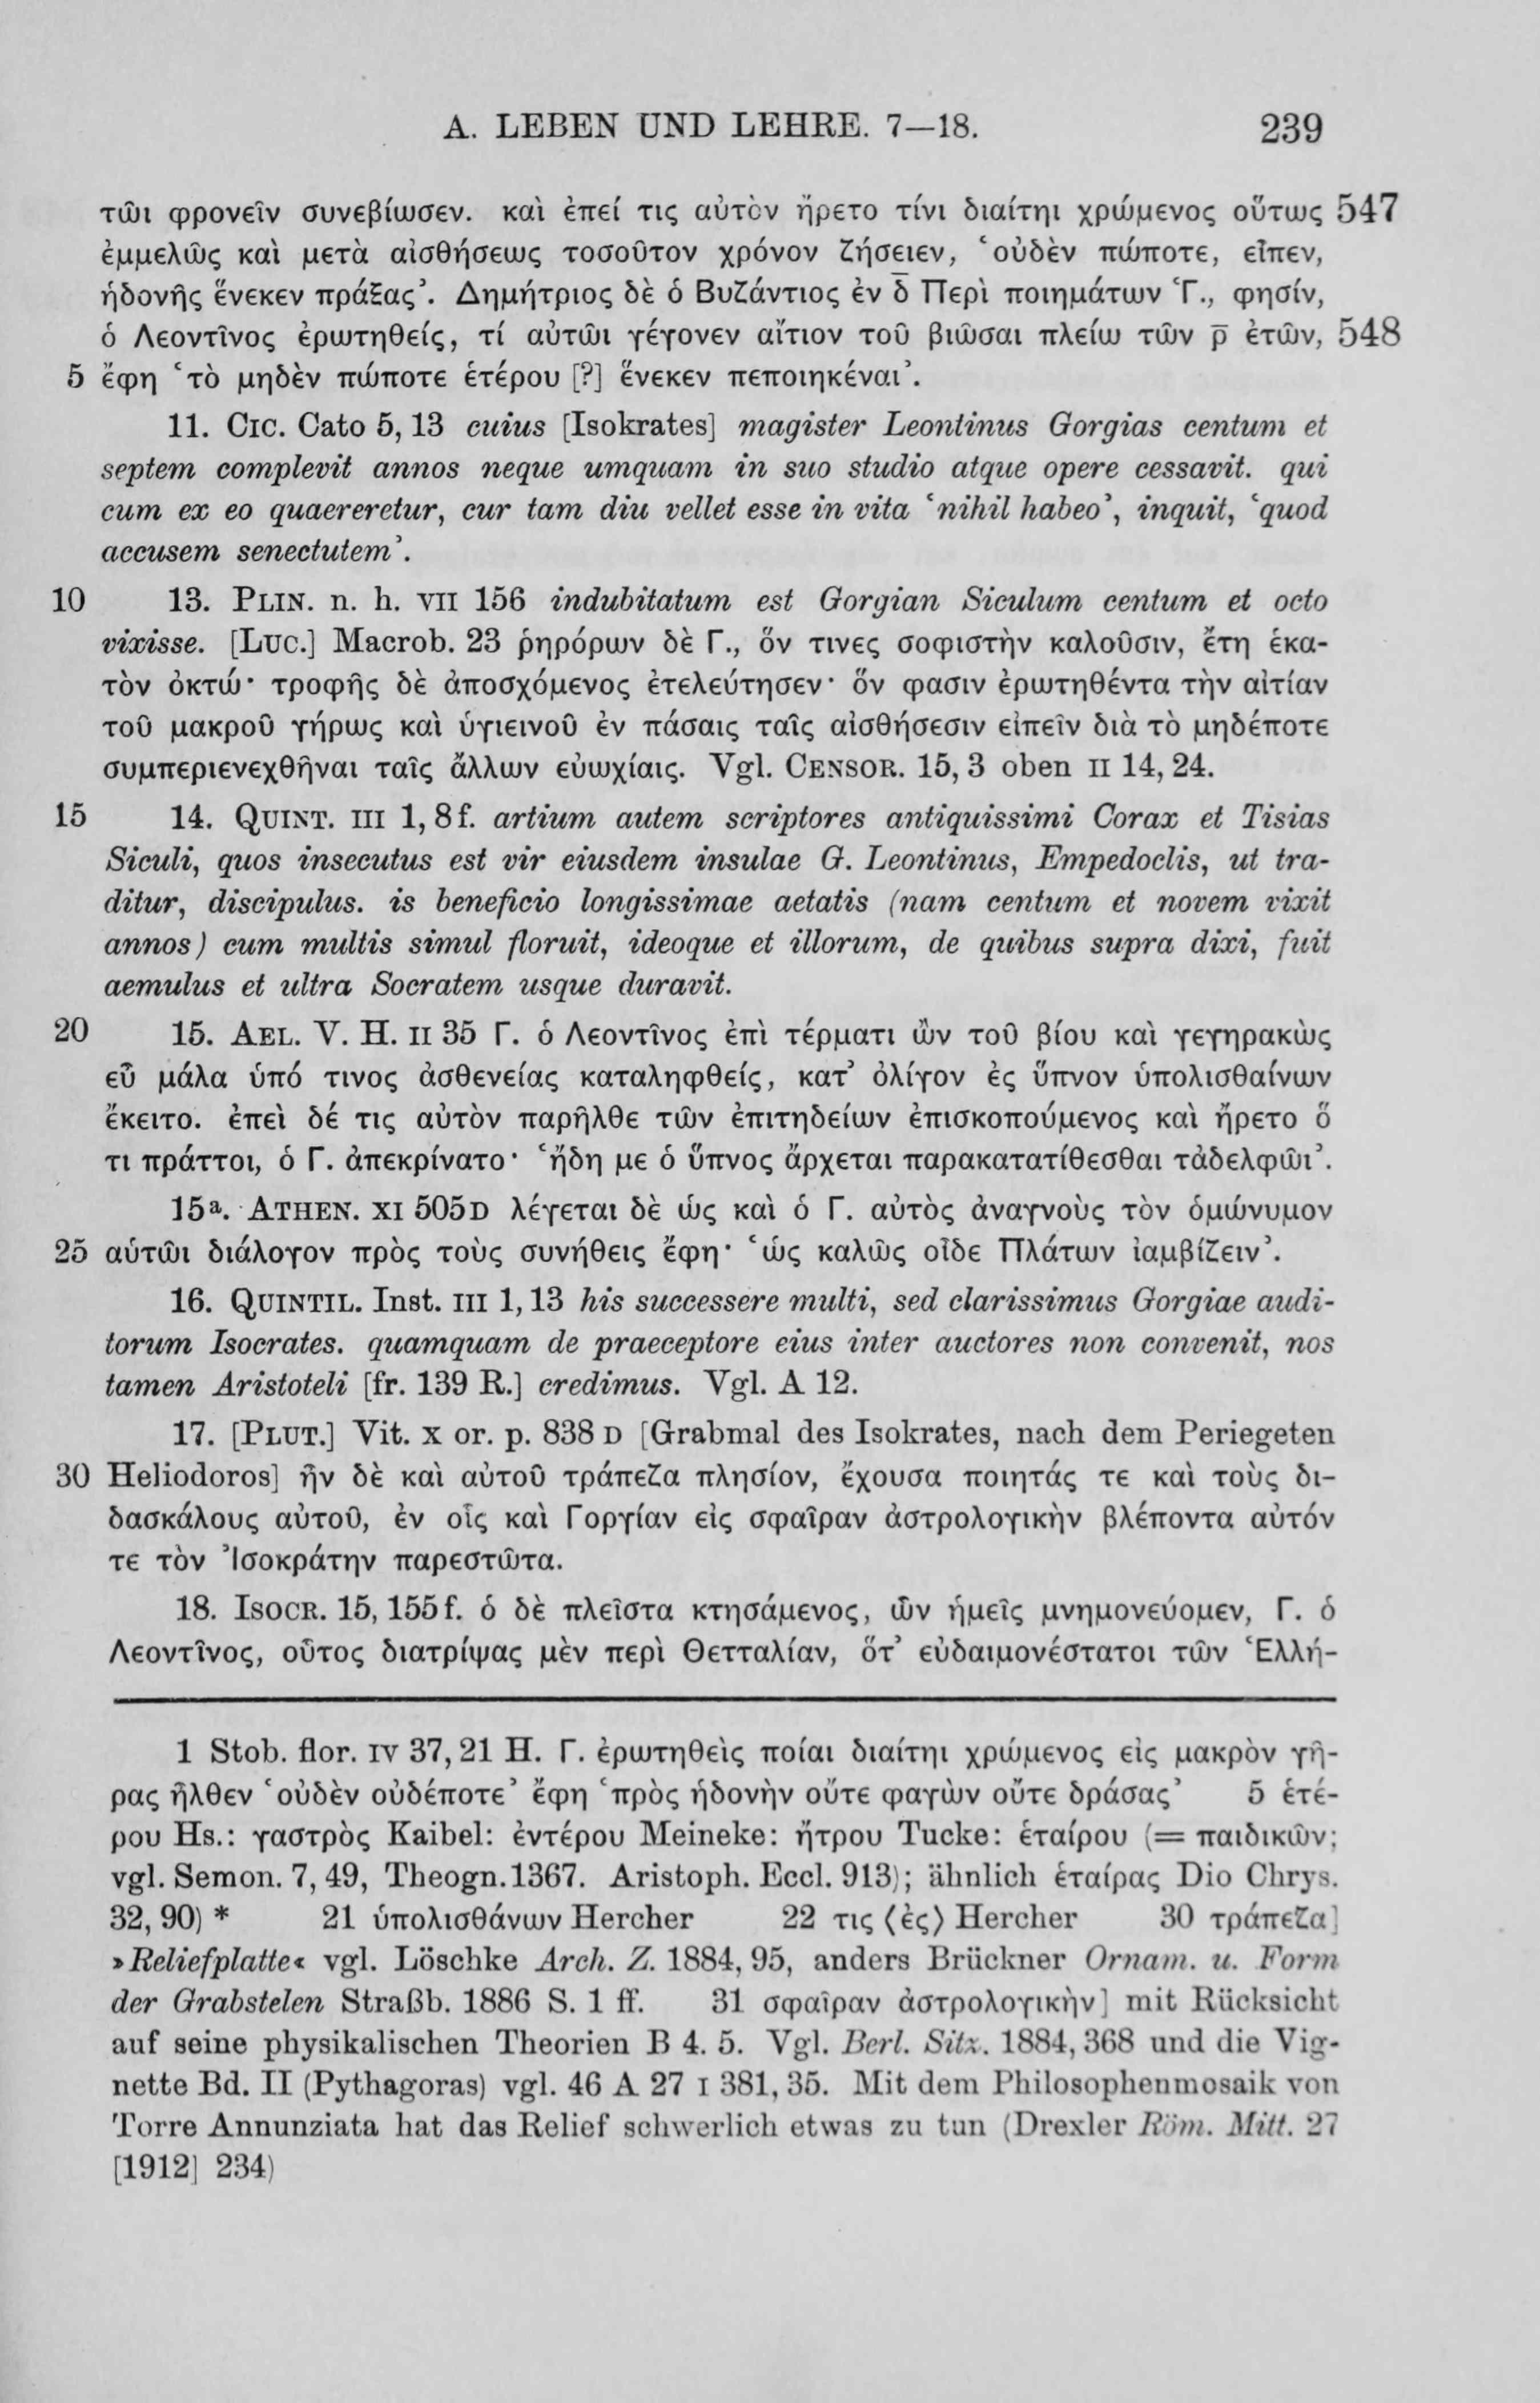 A. LEBEN UND LEHRE. 7—18. 239
τῶι φρονεῖν συνεβίωσεν. καὶ ἐπεί τις αὐτὸν ἤρετο τίνι διαίτηι χρώμενος οὕτως 547
ἐμμελῶς καὶ μετὰ αἰσθήσεως τοσοῦτον χρόνον ζήσειεν, ‘οὐδὲν πώποτε, εἶπεν,
ἡδονῆς ἕνεκεν πράξας’. Δημήτριος δὲ ὁ Βυζάντιος ἐν δ̄ Περὶ ποιημάτων ‘Γ., φησίν,
ὁ Λεοντῖνος ἐρωτηθείς, τί αὐτῶι γέγονεν αἴτιον τοῦ βιῶσαι πλείω τῶν ρ̄ ἐτῶν, 548
5 ἔφη ‘τὸ μηδὲν πώποτε ἑτέρου [?] ἕνεκεν πεποιηκέναι’.
11. CIC. Cato 5, 13 cuius [Isokrates] magister Leontinus Gorgias centum et
septem complevit annos neque umquam in suo studio atque opere cessavit. qui
cum ex eo quaereretur, cur tam diu vellet esse in vita ‘nihil habeo’, inquit, ‘quod
accusem senectutem’.
10 13. PLIN. n. h. VII 156 indubitatum est Gorgian Siculum centum et octo
vixisse. [LUC.] Macrob. 23 ῥηρόρων δὲ Γ., ὅν τινες σοφιστὴν καλοῦσιν, ἔτη ἑκα-
τὸν ὀκτώ· τροφῆς δὲ ἀποσχόμενος ἐτελεύτησεν· ὅν φασιν ἐρωτηθέντα τὴν αἰτίαν
τοῦ μακροῦ γήρως καὶ ὑγιεινοῦ ἐν πάσαις ταῖς αἰσθήσεσιν εἰπεῖν διὰ τὸ μηδέποτε
συμπεριενεχθῆναι ταῖς ἄλλων εὐωχίαις. Vgl. CENSOR. 15, 3 oben II 14, 24.
15 14. QUINT. III 1, 8 f. artium autem scriptores antiquissimi Corax et Tisias
Siculi, quos insecutus est vir eiusdem insulae G. Leontinus, Empedoclis, ut tra-
ditur, discipulus. is beneficio longissimae aetatis (nam centum et novem vixit
annos) cum multis simul floruit, ideoque et illorum, de quibus supra dixi, fuit
aemulus et ultra Socratem usque duravit.
20 15. AEL. V. H. II 35 Γ. ὁ Λεοντῖνος ἐπὶ τέρματι ὢν τοῦ βίου καὶ γεγηρακὼς
εὖ μάλα ὑπό τινος ἀσθενείας καταληφθείς, κατ’ ὀλίγον ἐς ὕπνον ὑπολισθαίνων
ἔκειτο. ἐπεὶ δέ τις αὐτὸν παρῆλθε τῶν ἐπιτηδείων ἐπισκοπούμενος καὶ ἤρετο ὅ
τι πράττοι, ὁ Γ. ἀπεκρίνατο· ‘ἤδη με ὁ ὕπνος ἄρχεται παρακατατίθεσθαι τἀδελφῶι’.
15a. ATHEN. XI 505 D λέγεται δὲ ὡς καὶ ὁ Γ. αὐτὸς ἀναγνοὺς τὸν ὁμώνυμον
25 αὑτῶι διάλογον πρὸς τοὺς συνήθεις ἔφη· ‘ὡς καλῶς οἶδε Πλάτων ἰαμβίζειν’.
16. QUINTIL. Inst. III 1, 13 his successere multi, sed clarissimus Gorgiae audi-
torum Isocrates. quamquam de praeceptore eius inter auctores non convenit, nos
tamen Aristoteli [fr. 139 R.] credimus. Vgl. A 12.
17. [PLUT.] Vit. X or. p. 838 D [Grabmal des Isokrates, nach dem Periegeten
30 Heliodoros] ἦν δὲ καὶ αὐτοῦ τράπεζα πλησίον, ἔχουσα ποιητάς τε καὶ τοὺς δι-
δασκάλους αὐτοῦ, ἐν οἷς καὶ Γοργίαν εἰς σφαῖραν ἀστρολογικὴν βλέποντα αὐτόν
τε τὸν Ἰσοκράτην παρεστῶτα.
18. ISOCR. 15, 155 f. ὁ δὲ πλεῖστα κτησάμενος, ὧν ἡμεῖς μνημονεύομεν, Γ. ὁ
Λεοντῖνος, οὗτος διατρίψας μὲν περὶ Θετταλίαν, ὅτ’ εὐδαιμονέστατοι τῶν Ἑλλή-
1 Stob. flor. IV 37, 21 H. Γ. ἐρωτηθεὶς ποίαι διαίτηι χρώμενος εἰς μακρὸν γῆ-
ρας ἦλθεν ‘οὐδὲν οὐδέποτε’ ἔφη ‘πρὸς ἡδονὴν οὔτε φαγὼν οὔτε δράσας’ 5 ἑτέ-
ρου Hs.: γαστρὸς Kaibel: ἐντέρου Meineke: ἤτρου Tucke: ἑταίρου (= παιδικῶν;
vgl. Semon. 7, 49, Theogn. 1367. Aristoph. Eccl. 913); ähnlich ἑταίρας Dio Chrys.
32, 90) * 21 ὑπολισθάνων Hercher 22 τις ⟨ἐς⟩ Hercher 30 τράπεζα]
»Reliefplatte« vgl. Löschke Arch. Z. 1884, 95, anders Brückner Ornam. u. Form
der Grabstelen Straßb. 1886 S. 1 ff. 31 σφαῖραν ἀστρολογικὴν] mit Rücksicht
auf seine physikalischen Theorien B 4. 5. Vgl. Berl. Sitz. 1884, 368 und die Vig-
nette Bd. II (Pythagoras) vgl. 46 A 27 I 381, 35. Mit dem Philosophenmosaik von
Torre Annunziata hat das Relief schwerlich etwas zu tun (Drexler Röm. Mitt. 27
[1912] 234)